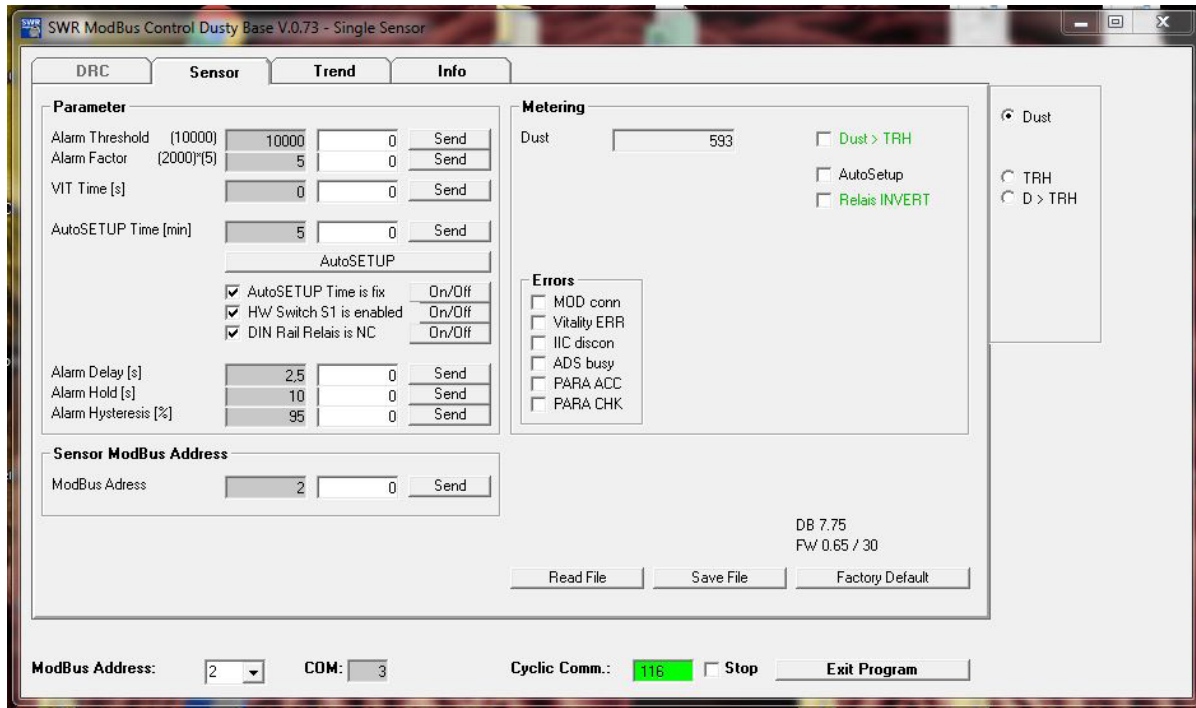 SWR ModBus Control Dusty Base V.0.73 - Single Sensor
DRC Sensor Trend Info
Parameter
Alarm Threshold (10000) 10000 0 Send
Alarm Factor (2000)*(5) 5 0 Send
VIT Time [s] 0 0 Send
AutoSETUP Time [min] 5 0 Send
AutoSETUP
AutoSETUP Time is fix On/Off
HW Switch S1 is enabled On/Off
DIN Rail Relais is NC On/Off
Alarm Delay [s] 2,5 0 Send
Alarm Hold [s] 10 0 Send
Alarm Hysteresis [%] 95 0 Send
Sensor ModBus Address
ModBus Adress 2 0 Send
Metering
Dust 593 Dust > TRH
AutoSetup
Relais INVERT
Errors
MOD conn
Vitality ERR
IIC discon
ADS busy
PARA ACC
PARA CHK
DB 7.75
FW 0.65 / 30
Read File Save File Factory Default
Dust
TRH
D > TRH
ModBus Address: 2 COM: 3 Cyclic Comm.: 116 Stop Exit Program